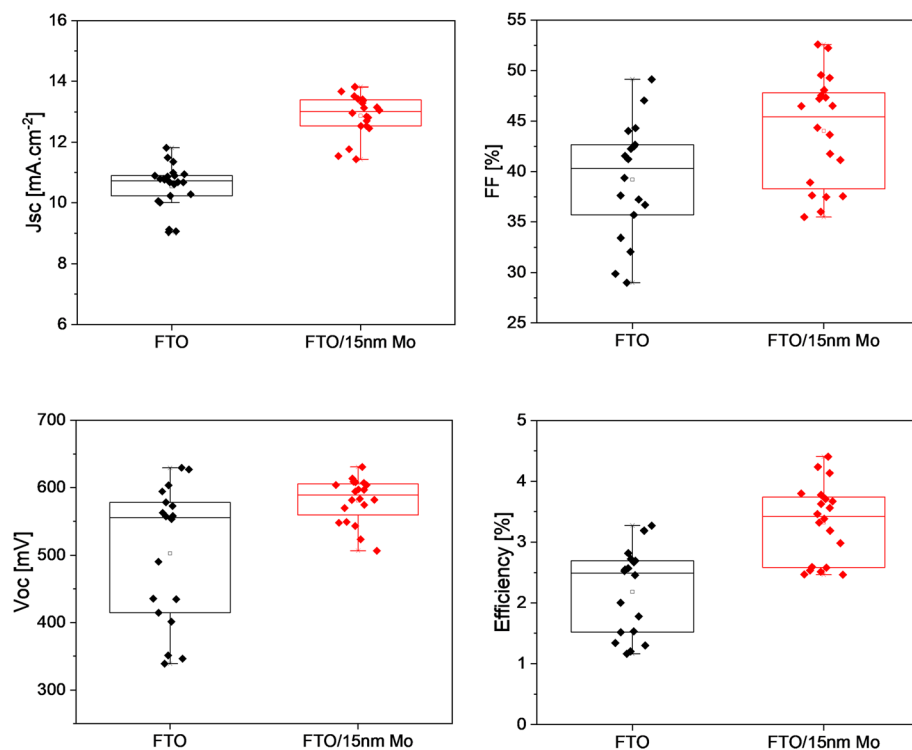 Jsc [mA.cm-2]
16
14
12
10
8
6
FTO
FTO/15nm Mo
FF [%]
55
50
45
40
35
30
25
FTO
FTO/15nm Mo
Voc [mV]
700
600
500
400
300
FTO
FTO/15nm Mo
Efficiency [%]
5
4
3
2
1
0
FTO
FTO/15nm Mo